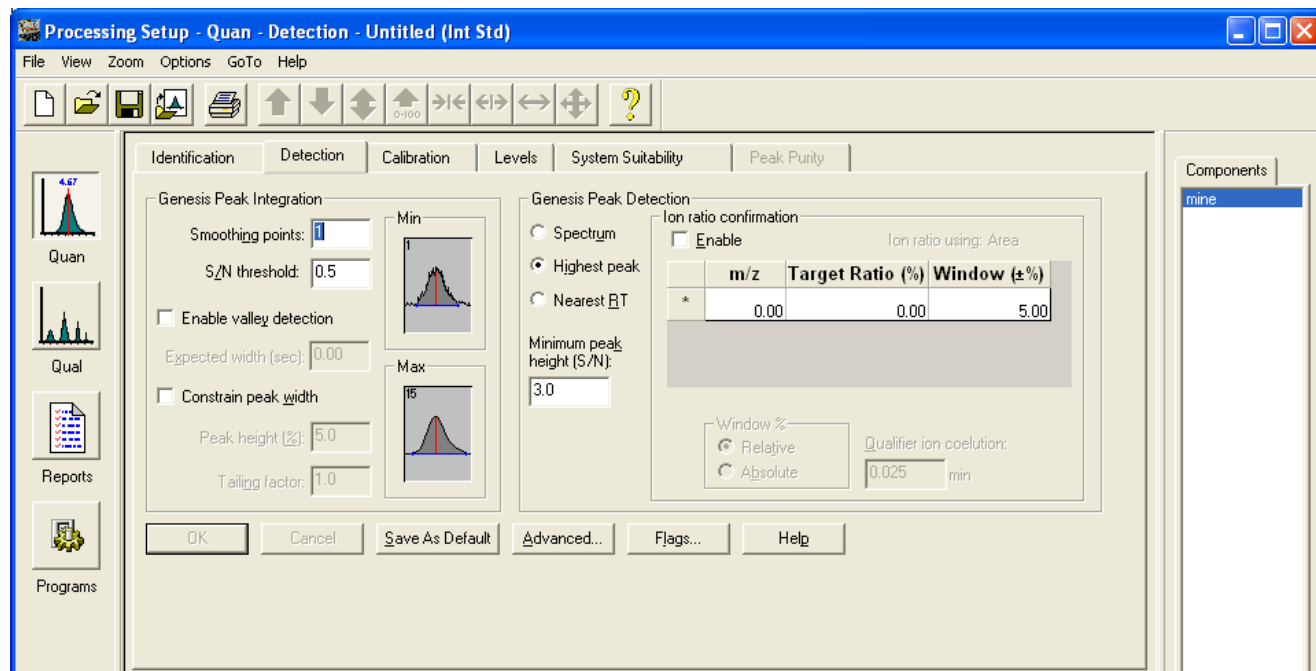 Processing Setup - Quan - Detection - Untitled (Int Std)
File View Zoom Options GoTo Help
0-100
Identification Detection Calibration Levels System Suitability Peak Purity
4.67
Quan
Qual
Reports
Programs
Genesis Peak Integration
Smoothing points: 1
S/N threshold: 0.5
Enable valley detection
Expected width (sec): 0.00
Constrain peak width
Peak height (%): 5.0
Tailing factor: 1.0
Min
1
Max
15
Genesis Peak Detection
Spectrum
Highest peak
Nearest RT
Minimum peak
height (S/N):
3.0
Ion ratio confirmation
Enable Ion ratio using: Area
m/z Target Ratio (%) Window (±%)
* 0.00 0.00 5.00
Window %
Relative
Absolute
Qualifier ion coelution:
0.025 min
OK Cancel Save As Default Advanced... Flags... Help
Components
mine